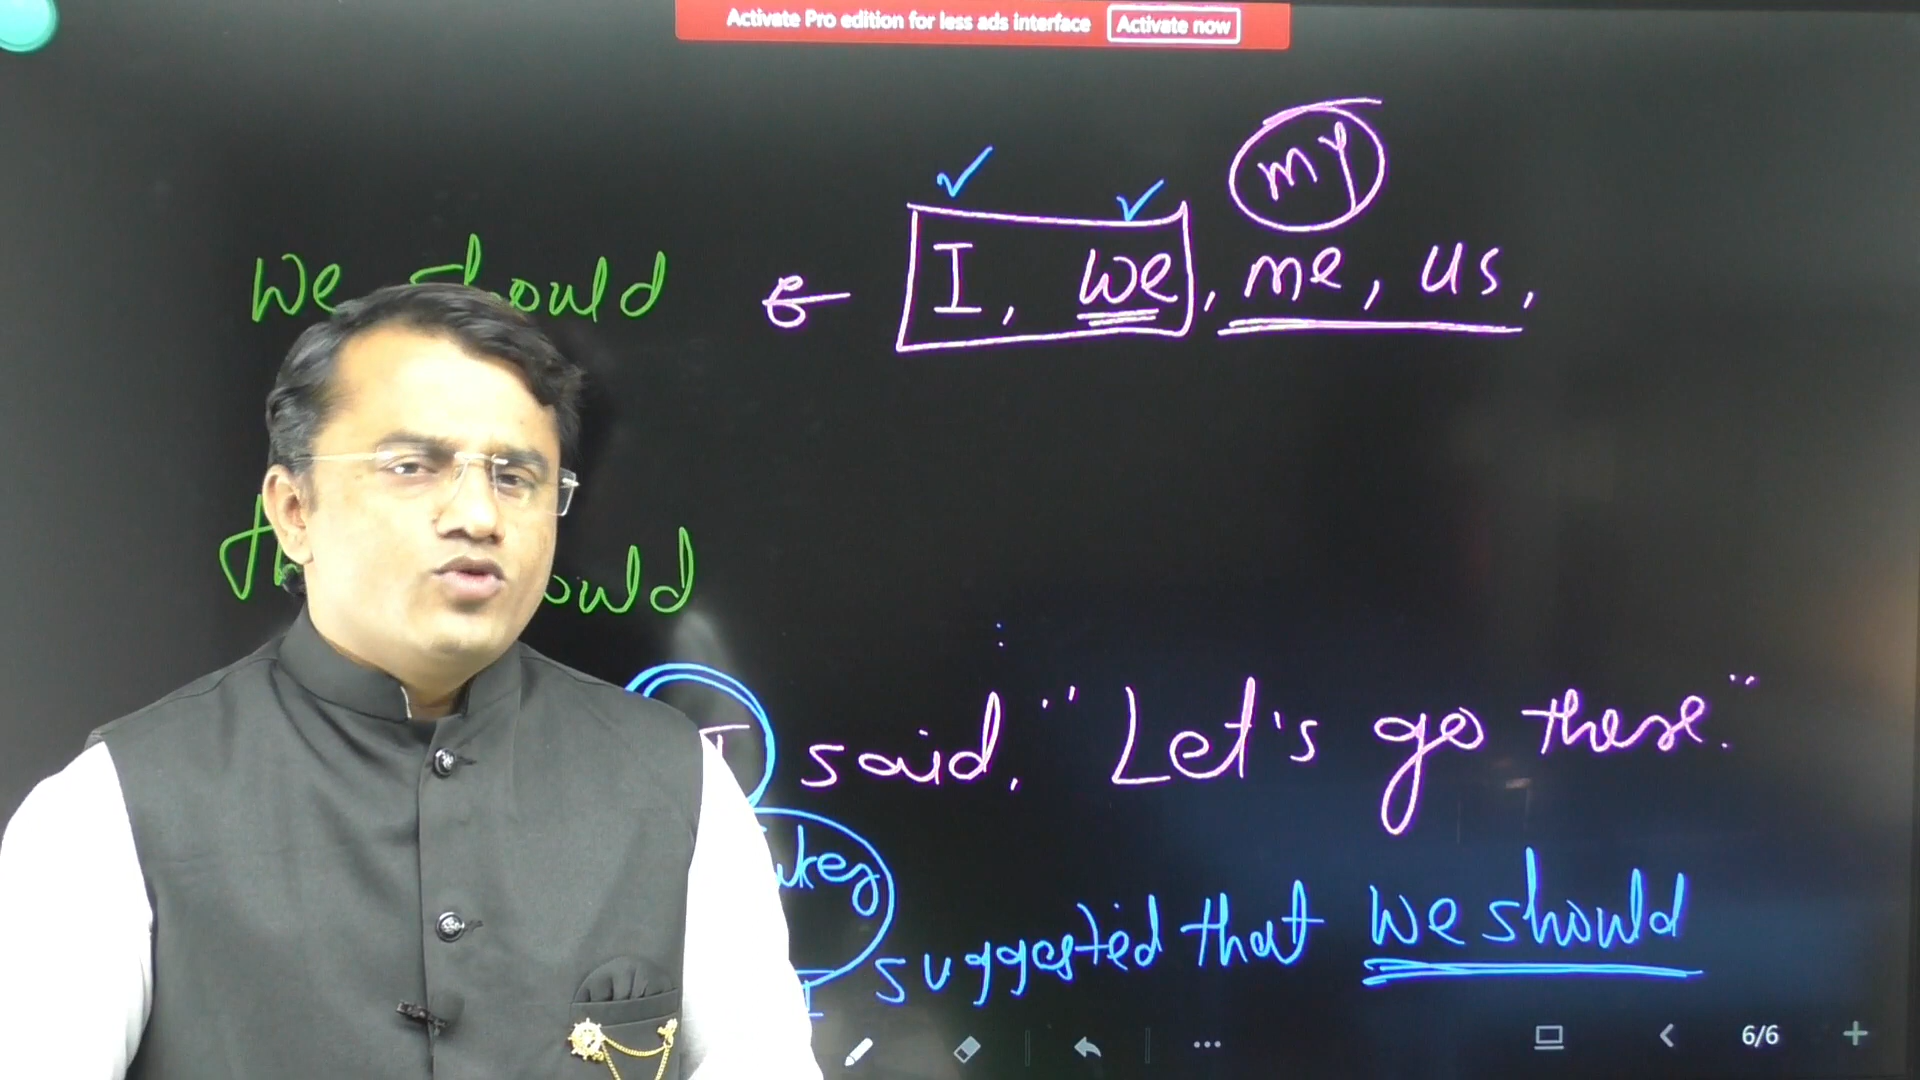 Activate Pro edition for less ads interface Activate now
my
we should ← I, we, me, us,
I said, "Let's go there."
I suggested that we should
6/6